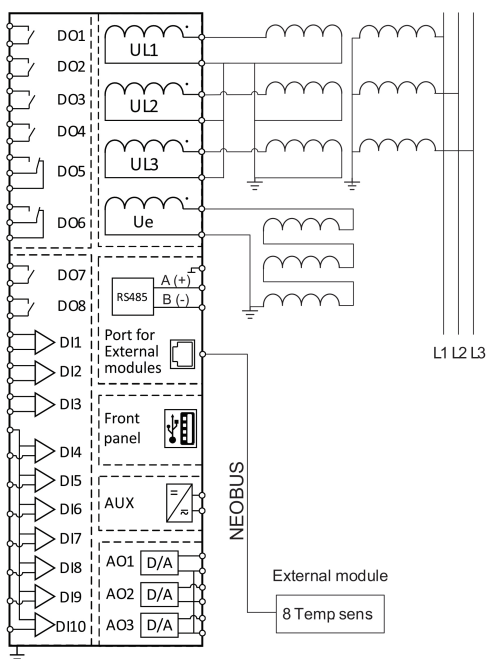 DO1
DO2
DO3
DO4
DO5
DO6
DO7
DO8
DI1
DI2
DI3
DI4
DI5
DI6
DI7
DI8
DI9
DI10
UL1
UL2
UL3
Ue
RS485
A (+)
B (-)
Port for
External
modules
Front
panel
AUX
AO1 D/A
AO2 D/A
AO3 D/A
NEOBUS
L1 L2 L3
External module
8 Temp sens